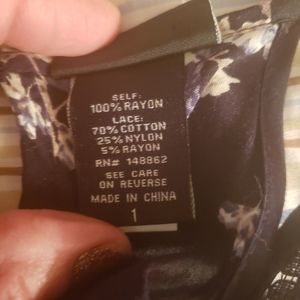 SELF:
100% RAYON
LACE:
70% COTTON
25% NYLON
5% RAYON
RN# 148862
SEE CARE
ON REVERSE
MADE IN CHINA
1